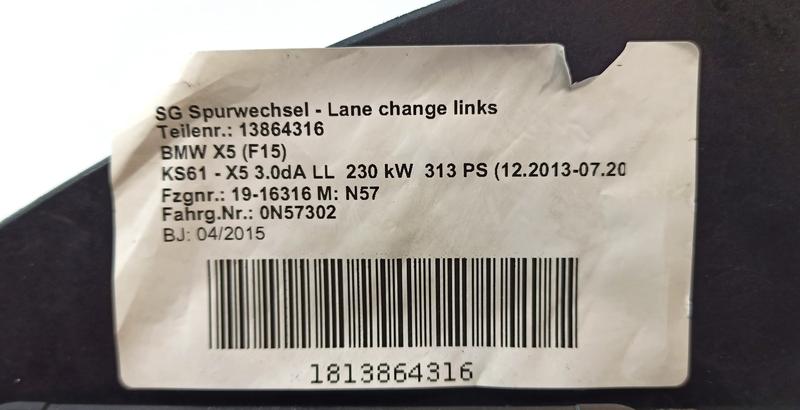 SG Spurwechsel - Lane change links
Teilenr.: 13864316
BMW X5 (F15)
KS61 - X5 3.0dA LL 230 kW 313 PS (12.2013-07.20
Fzgnr.: 19-16316 M: N57
Fahrg.Nr.: 0N57302
BJ: 04/2015
1813864316